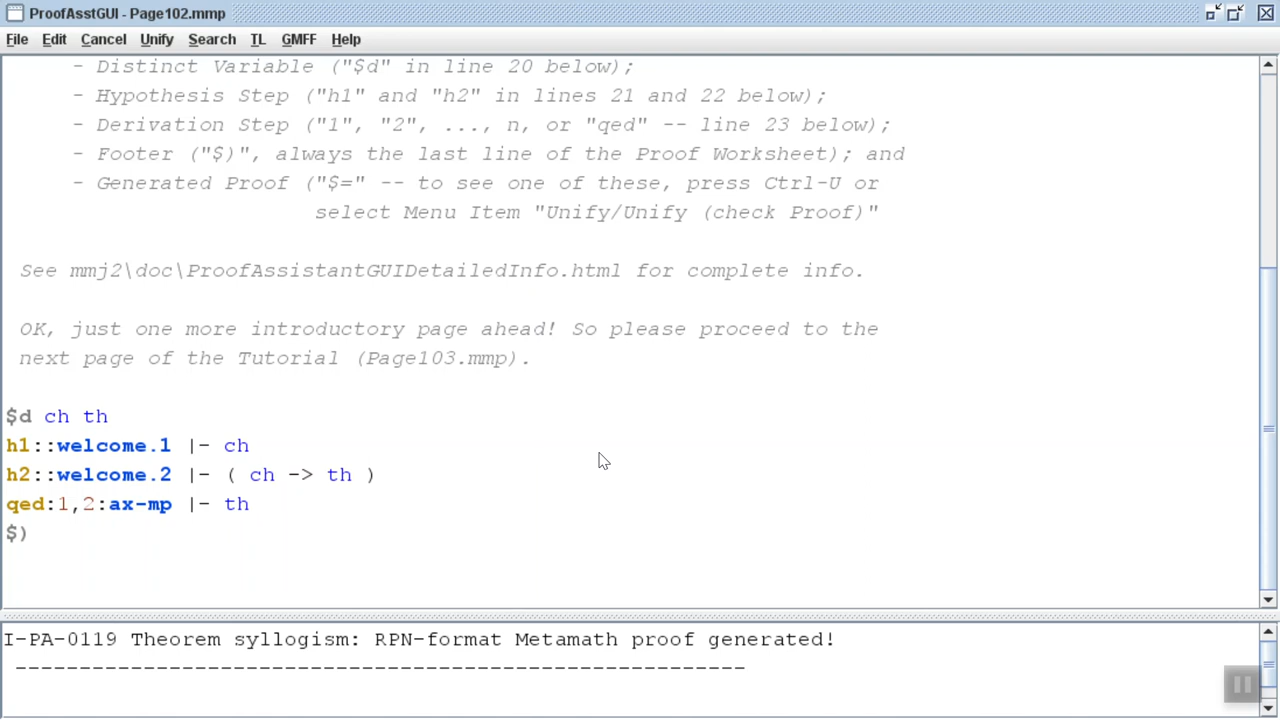 ProofAsstGUI - Page102.mmp
File Edit Cancel Unify Search TL GMFF Help
- Distinct Variable ("$d" in line 20 below);
- Hypothesis Step ("h1" and "h2" in lines 21 and 22 below);
- Derivation Step ("1", "2", ..., n, or "qed" -- line 23 below);
- Footer ("$)", always the last line of the Proof Worksheet); and
- Generated Proof ("$=" -- to see one of these, press Ctrl-U or
select Menu Item "Unify/Unify (check Proof)"
See mmj2\doc\ProofAssistantGUIDetailedInfo.html for complete info.
OK, just one more introductory page ahead! So please proceed to the
next page of the Tutorial (Page103.mmp).
$d ch th
h1::welcome.1 |- ch
h2::welcome.2 |- ( ch -> th )
qed:1,2:ax-mp |- th
$)
I-PA-0119 Theorem syllogism: RPN-format Metamath proof generated!
---------------------------------------------------------